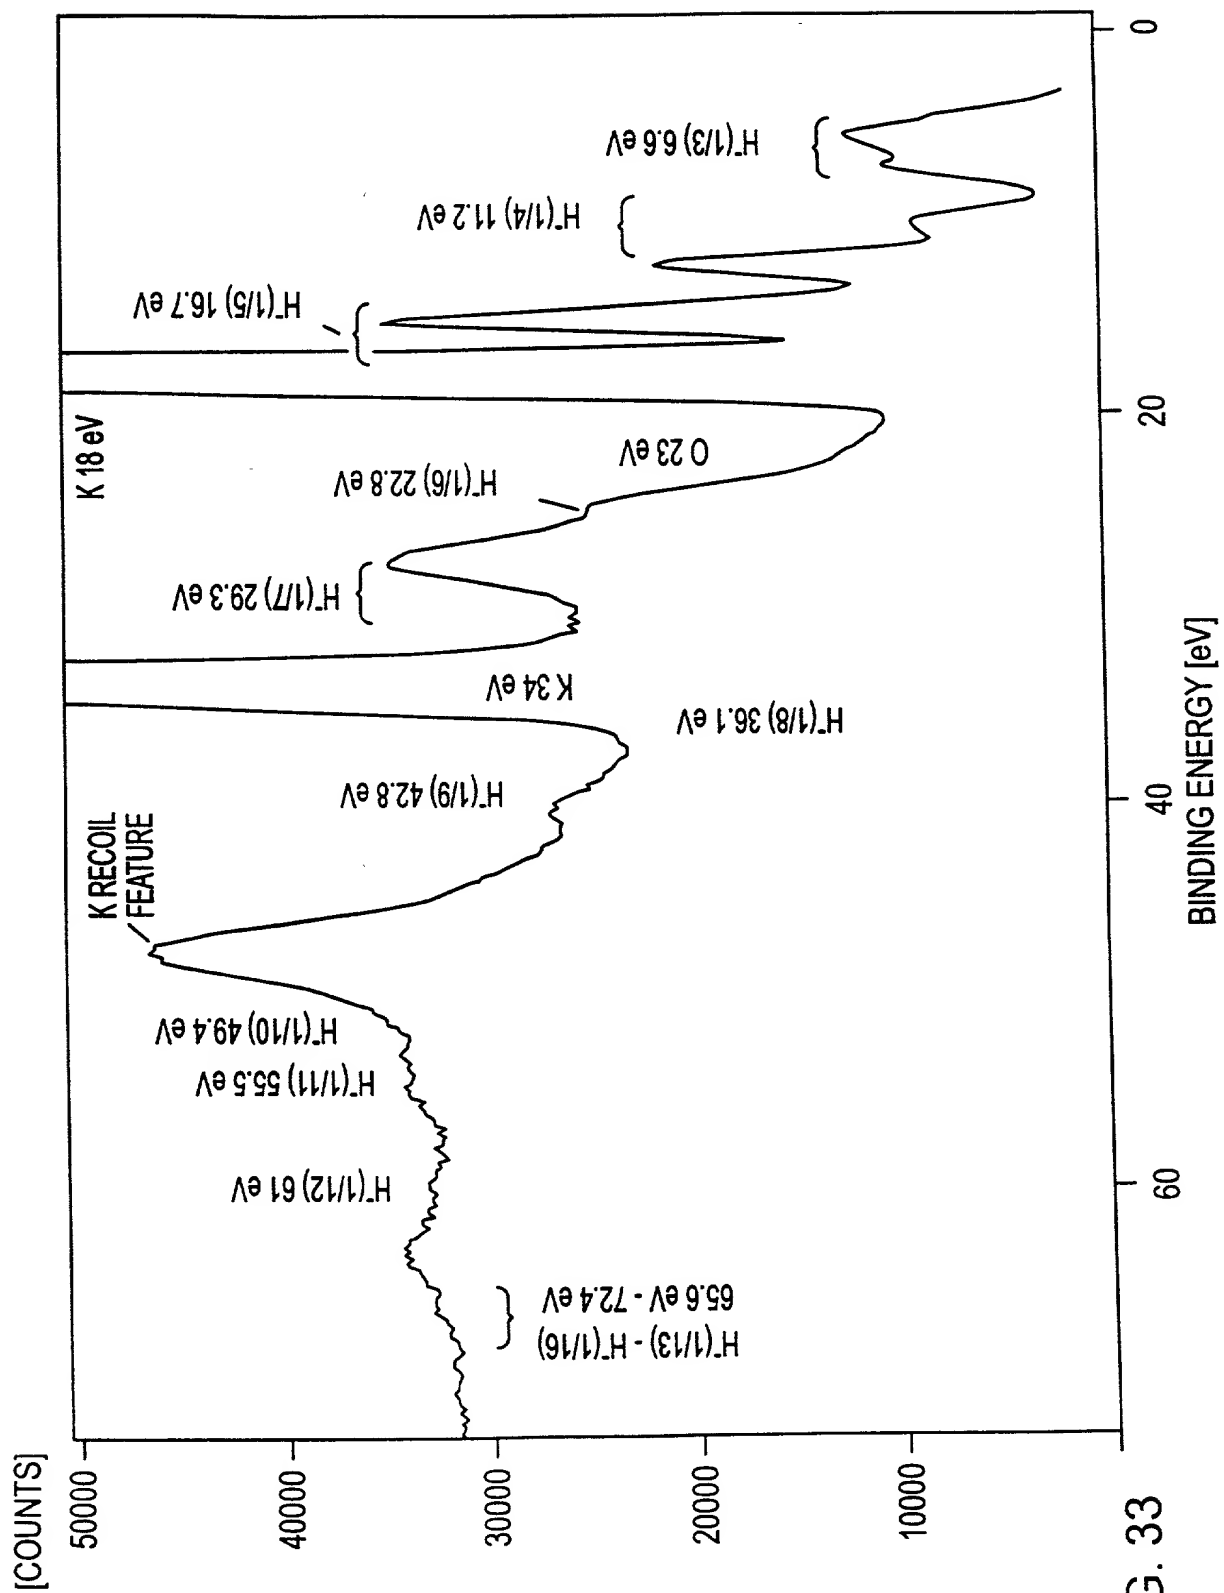 [COUNTS]
50000
40000
30000
20000
10000
K RECOIL
FEATURE
K 18 eV
H⁻(1/13) - H⁻(1/16)
65.6 eV - 72.4 eV
H⁻(1/12) 61 eV
H⁻(1/11) 55.5 eV
H⁻(1/10) 49.4 eV
H⁻(1/9) 42.8 eV
H⁻(1/8) 36.1 eV
K 34 eV
H⁻(1/7) 29.3 eV
H⁻(1/6) 22.8 eV
O 23 eV
H⁻(1/5) 16.7 eV
H⁻(1/4) 11.2 eV
H⁻(1/3) 6.6 eV
60
40
20
0
BINDING ENERGY [eV]
G. 33